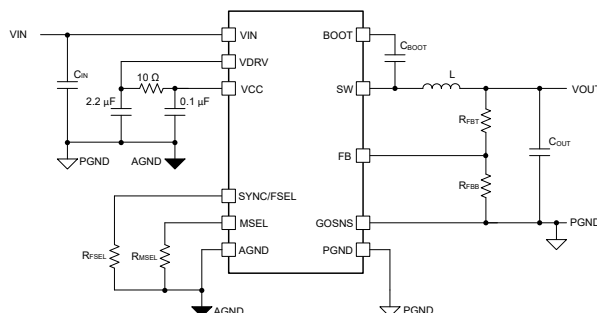 VIN
VIN
BOOT
CBOOT
VDRV
CIN
10 Ω
VCC
2.2 µF
0.1 µF
SW
L
VOUT
RFBT
COUT
FB
PGND
AGND
RFBB
SYNC/FSEL
MSEL
GOSNS
PGND
RFSEL
RMSEL
AGND
PGND
AGND
PGND